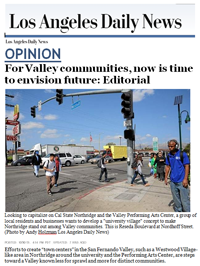 Los Angeles Daily News
Los Angeles Daily News
OPINION
For Valley communities, now is time
to envision future: Editorial
Looking to capitalize on Cal State Northridge and the Valley Performing Arts Center, a group of
local residents and businesses wants to develop a "university village" concept to make
Northridge stand out among Valley communities. This is Reseda Boulevard at Nordhoff Street.
(Photo by Andy Holzman Los Angeles Daily News)
Efforts to create "town centers" in the San Fernando Valley, such as a Westwood Village-
like area in Northridge around the university and the Performing Arts Center, are steps
toward a Valley known less for sprawl and more for distinct communities.